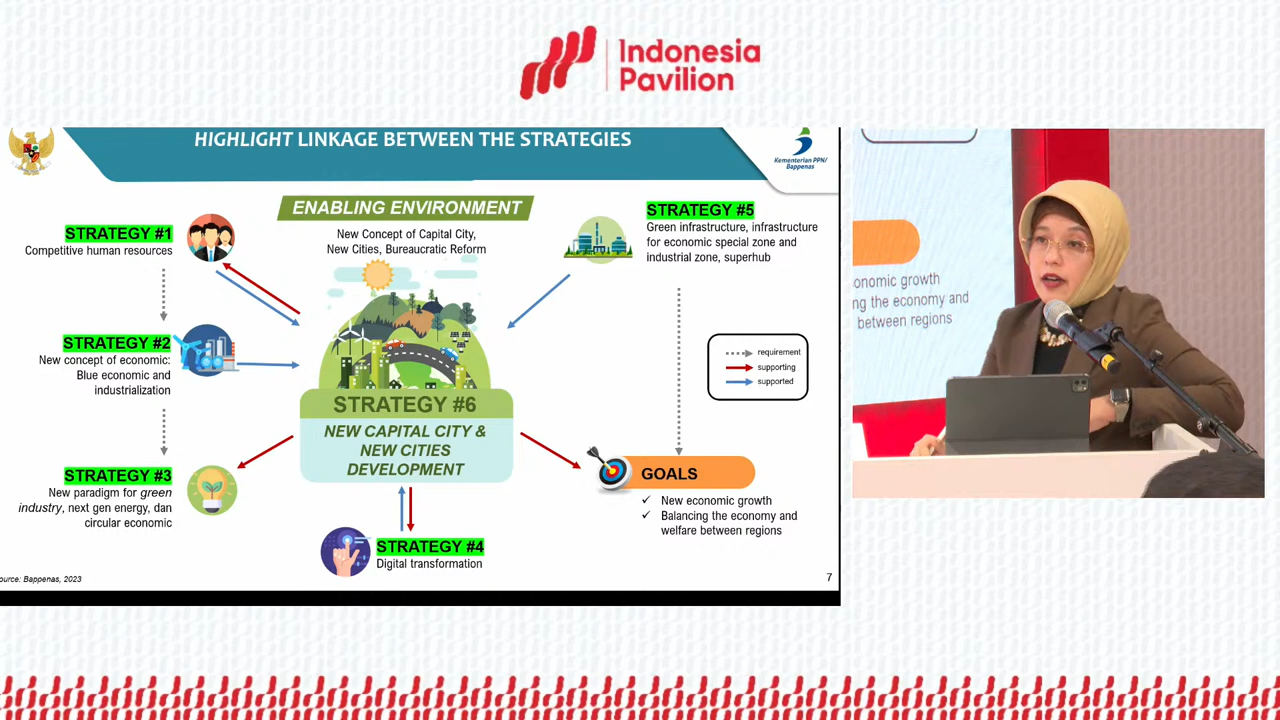 Indonesia
Pavilion
HIGHLIGHT LINKAGE BETWEEN THE STRATEGIES
Kementerian PPN/
Bappenas
ENABLING ENVIRONMENT
New Concept of Capital City,
New Cities, Bureaucratic Reform
STRATEGY #1
Competitive human resources
STRATEGY #2
New concept of economic:
Blue economic and
industrialization
STRATEGY #3
New paradigm for green
industry, next gen energy, dan
circular economic
STRATEGY #5
Green infrastructure, infrastructure
for economic special zone and
industrial zone, superhub
requirement
supporting
supported
STRATEGY #6
NEW CAPITAL CITY &
NEW CITIES
DEVELOPMENT
GOALS
✓ New economic growth
✓ Balancing the economy and
welfare between regions
STRATEGY #4
Digital transformation
ource: Bappenas, 2023
7
onomic growth
ng the economy and
between regions